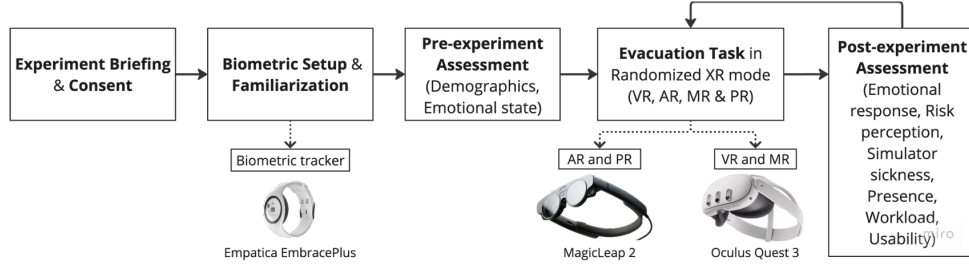 Experiment Briefing
& Consent
Biometric Setup &
Familiarization
Pre-experiment
Assessment
(Demographics,
Emotional state)
Evacuation Task in
Randomized XR mode
(VR, AR, MR & PR)
Post-experiment
Assessment
(Emotional
response, Risk
perception,
Simulator
sickness,
Presence,
Workload,
Usability)
miro
Biometric tracker
AR and PR
VR and MR
Empatica EmbracePlus
MagicLeap 2
Oculus Quest 3